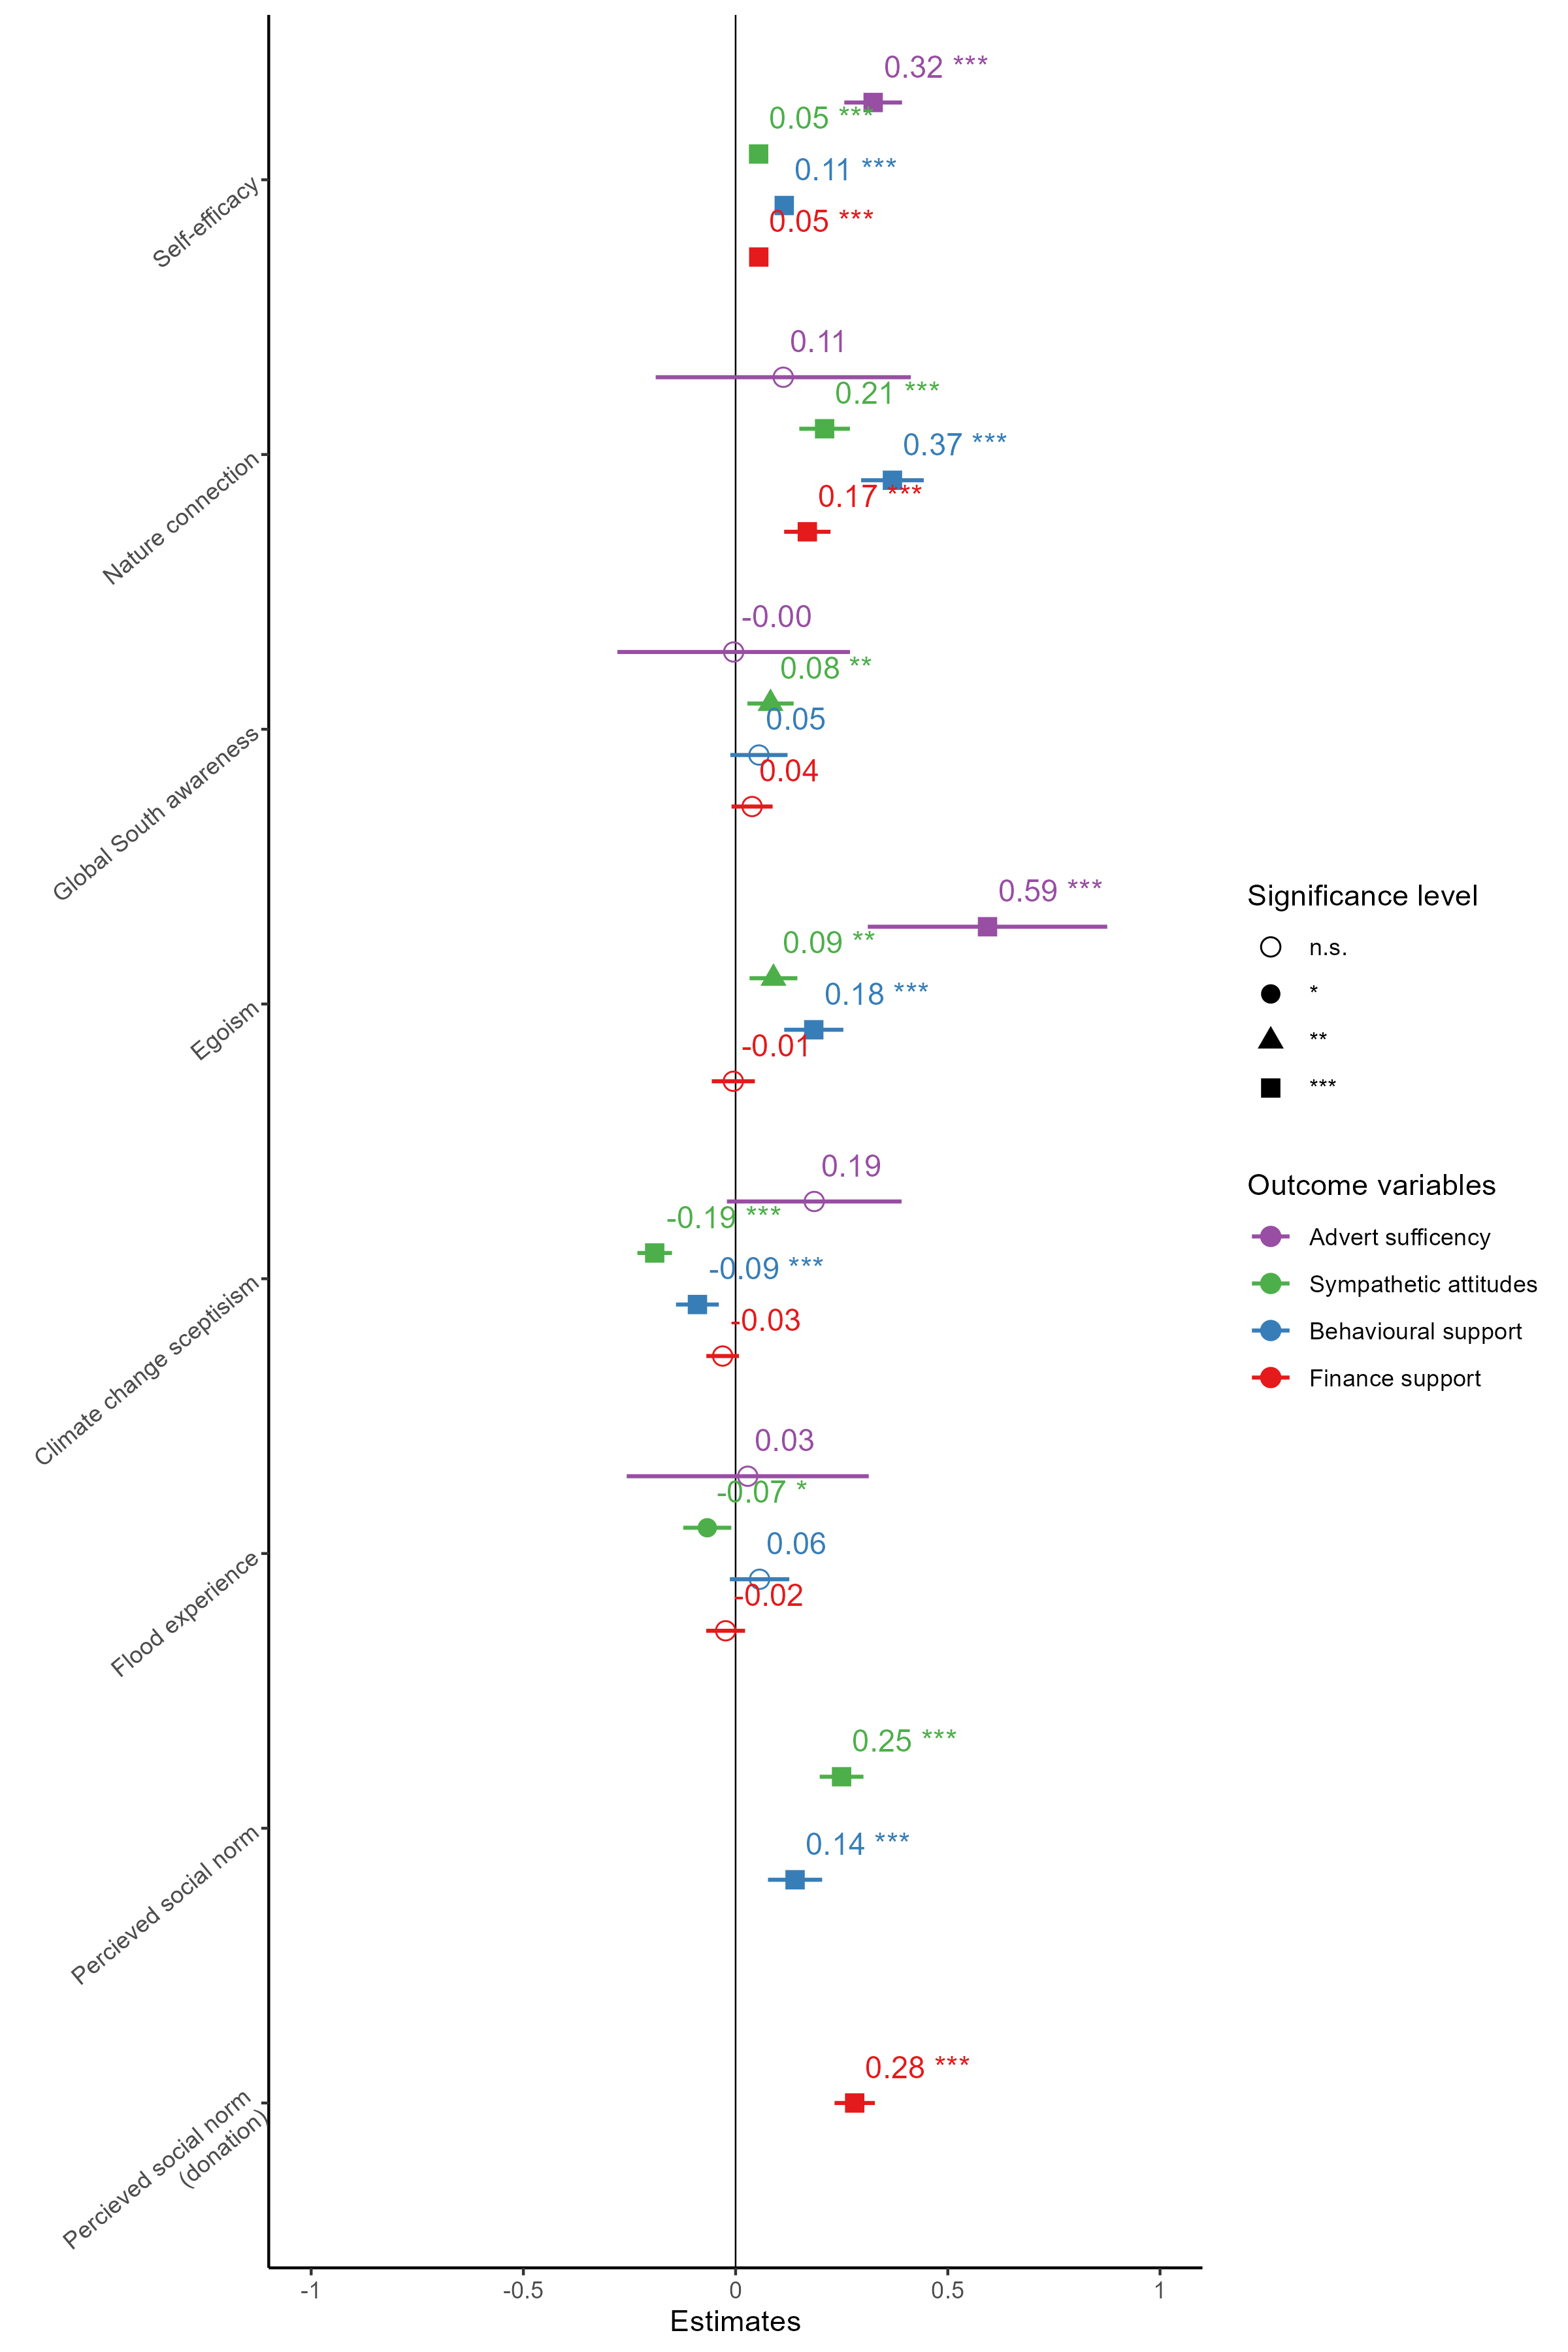 0.32 ***
0.05 ***
0.11 ***
0.05 ***
Self-efficacy
0.11
0.21 ***
0.37 ***
0.17 ***
Nature connection
-0.00
0.08 **
0.05
0.04
Global South awareness
0.59 ***
0.09 **
0.18 ***
-0.01
Egoism
0.19
-0.19 ***
-0.09 ***
-0.03
Climate change sceptisism
0.03
-0.07 *
0.06
-0.02
Flood experience
0.25 ***
0.14 ***
Percieved social norm
0.28 ***
Percieved social norm
(donation)
-1
-0.5
0
0.5
1
Estimates
Significance level
n.s.
*
**
***
Outcome variables
Advert sufficency
Sympathetic attitudes
Behavioural support
Finance support